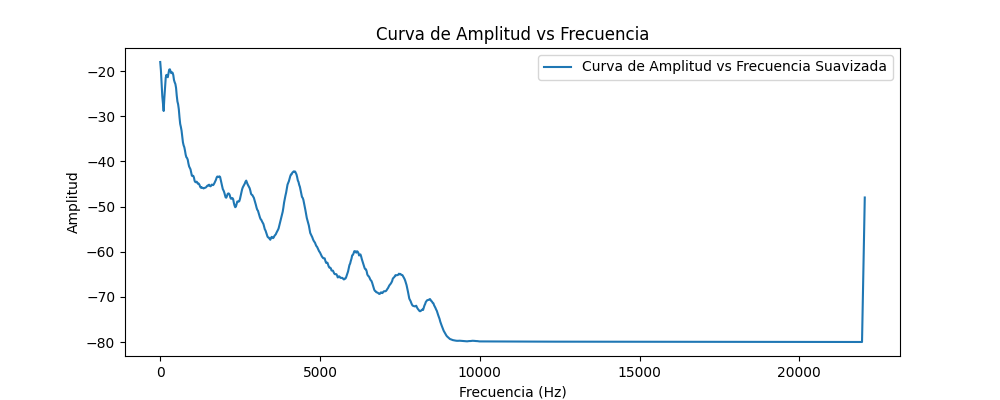 Curva de Amplitud vs Frecuencia
Curva de Amplitud vs Frecuencia Suavizada
Amplitud
−20
−30
−40
−50
−60
−70
−80
0 5000 10000 15000 20000
Frecuencia (Hz)